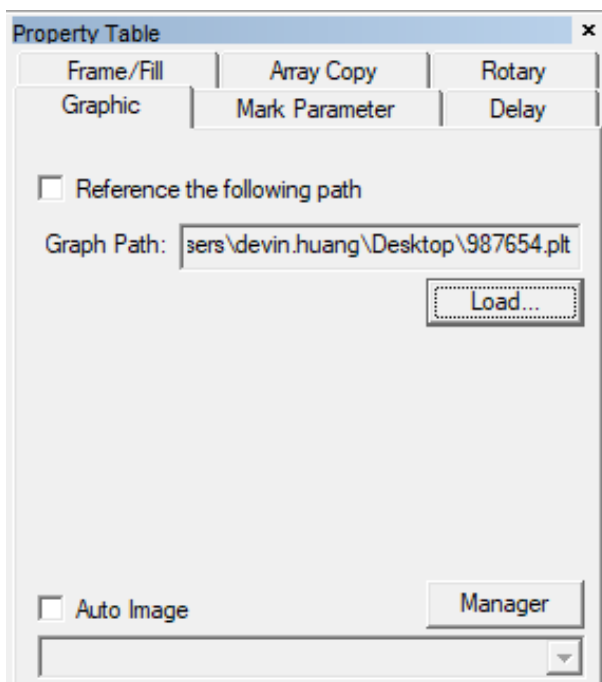 Property Table
Frame/Fill Array Copy Rotary
Graphic Mark Parameter Delay
Reference the following path
Graph Path: sers\devin.huang\Desktop\987654.plt
Load...
Auto Image Manager